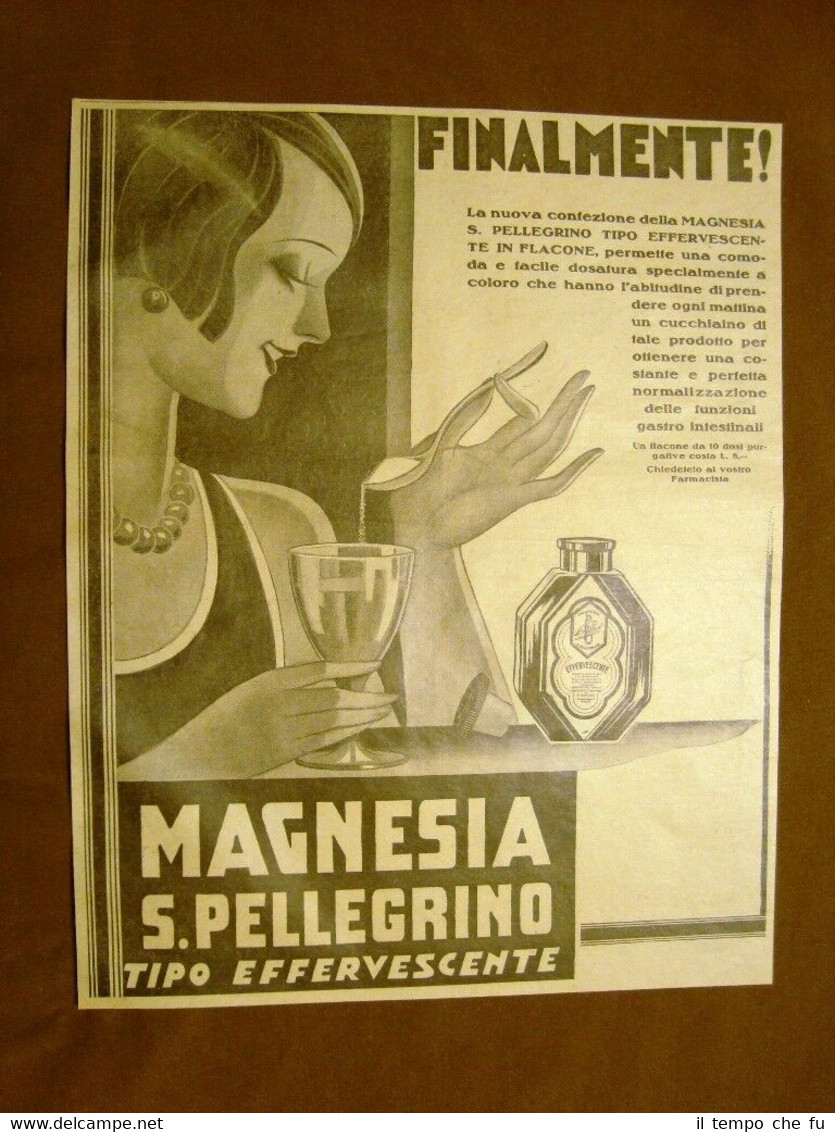 FINALMENTE!
La nuova confezione della MAGNESIA
S. PELLEGRINO TIPO EFFERVESCEN-
TE IN FLACONE, permette una como-
da e facile dosatura specialmente a
coloro che hanno l'abitudine di pren-
dere ogni mattina
un cucchiaino di
tale prodotto per
ottenere una co-
stante e perfetta
normalizzazione
delle funzioni
gastro intestinali
Un flacone da 10 dosi pur-
gative costa L. 8.—
Chiedetelo al vostro
Farmacista
EFFERVESCENTE
MAGNESIA
S. PELLEGRINO
TIPO EFFERVESCENTE
www.delcampe.net
il tempo che fu